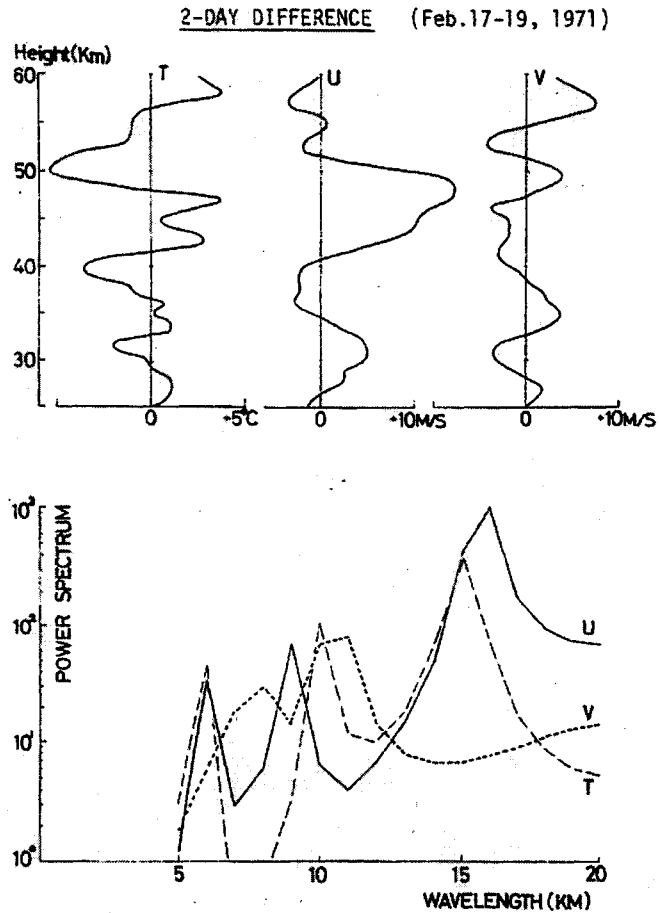 2-DAY DIFFERENCE (Feb.17-19, 1971)
Height(Km)
T U V
60
50
40
30
0 +5°C 0 +10M/S 0 +10M/S
POWER SPECTRUM
10³
10²
10¹
10⁰
U
V
T
5 10 15 20
WAVELENGTH (KM)